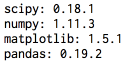 scipy: 0.18.1
numpy: 1.11.3
matplotlib: 1.5.1
pandas: 0.19.2